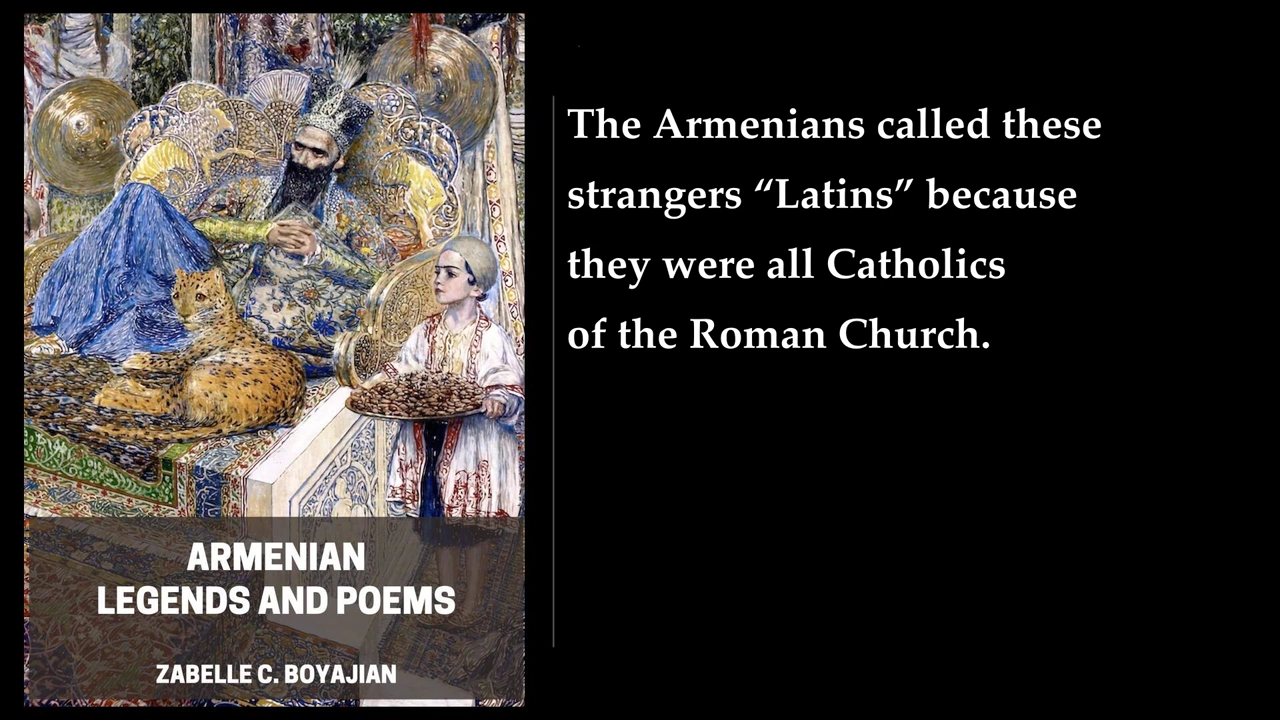 The Armenians called these
strangers “Latins” because
they were all Catholics
of the Roman Church.
ARMENIAN
LEGENDS AND POEMS
ZABELLE C. BOYAJIAN